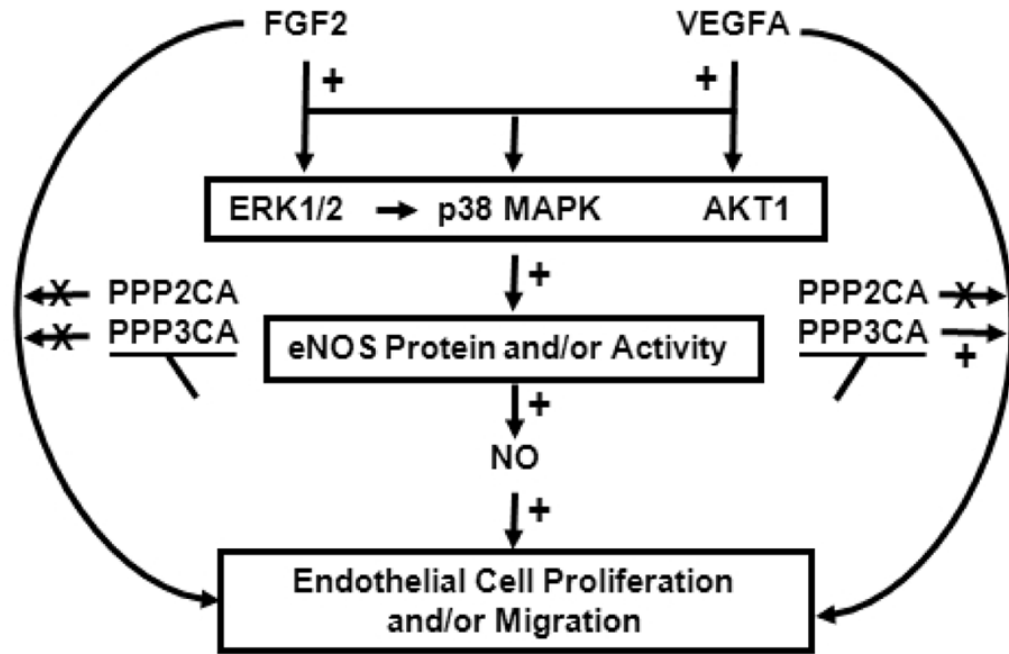 FGF2 VEGFA
+ +
ERK1/2 p38 MAPK AKT1
+
PPP2CA PPP2CA
X X
PPP3CA PPP3CA
X +
eNOS Protein and/or Activity
+
NO
+
Endothelial Cell Proliferation
and/or Migration